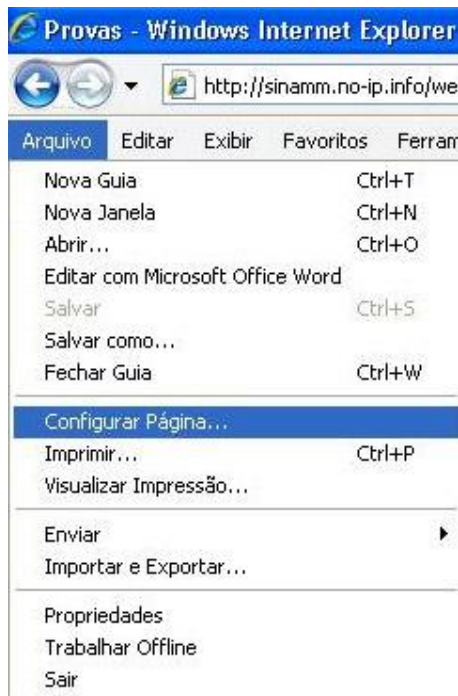 Provas - Windows Internet Explorer
http://sinamm.no-ip.info/we
Arquivo Editar Exibir Favoritos Ferram
Nova Guia Ctrl+T
Nova Janela Ctrl+N
Abrir... Ctrl+O
Editar com Microsoft Office Word
Salvar Ctrl+S
Salvar como...
Fechar Guia Ctrl+W
Configurar Página...
Imprimir... Ctrl+P
Visualizar Impressão...
Enviar
Importar e Exportar...
Propriedades
Trabalhar Offline
Sair